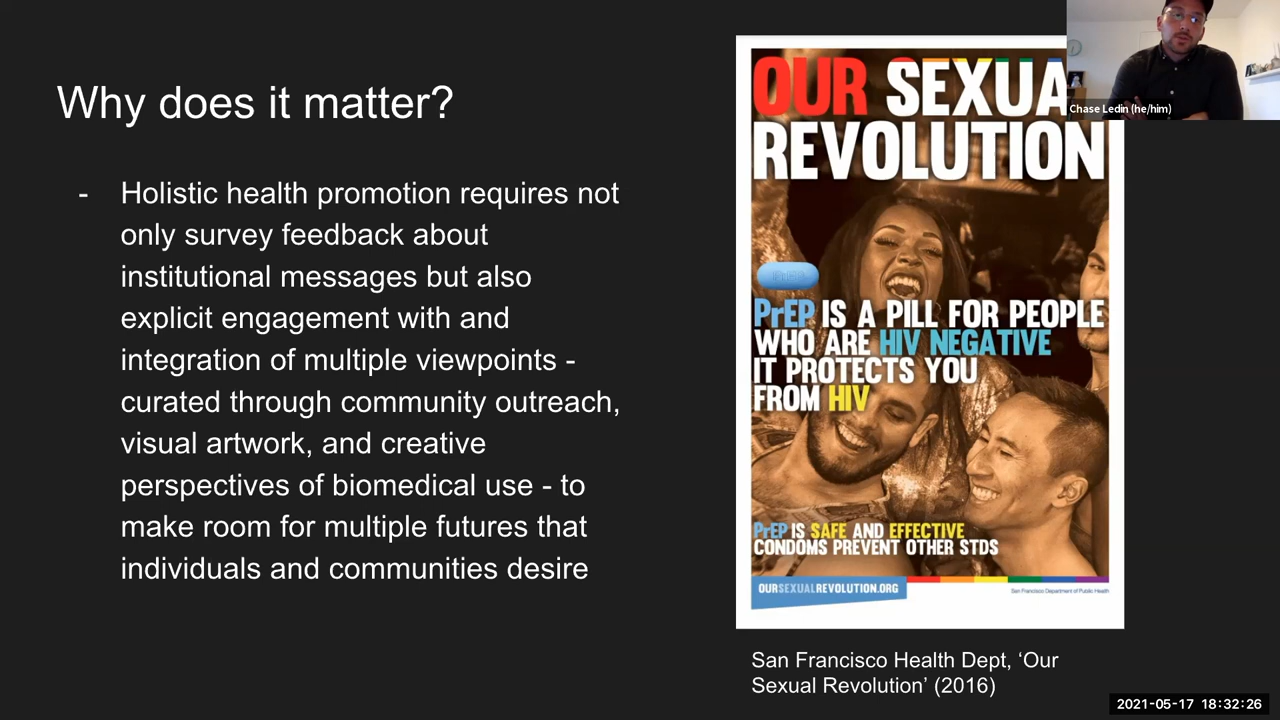 Why does it matter?
- Holistic health promotion requires not
only survey feedback about
institutional messages but also
explicit engagement with and
integration of multiple viewpoints -
curated through community outreach,
visual artwork, and creative
perspectives of biomedical use - to
make room for multiple futures that
individuals and communities desire
OUR SEXUA
REVOLUTION
PrEP IS A PILL FOR PEOPLE
WHO ARE HIV NEGATIVE
IT PROTECTS YOU
FROM HIV
PrEP IS SAFE AND EFFECTIVE
CONDOMS PREVENT OTHER STDS
OURSEXUALREVOLUTION.ORG
San Francisco Department of Public Health
San Francisco Health Dept, ‘Our
Sexual Revolution’ (2016)
Chase Ledin (he/him)
2021-05-17 18:32:26